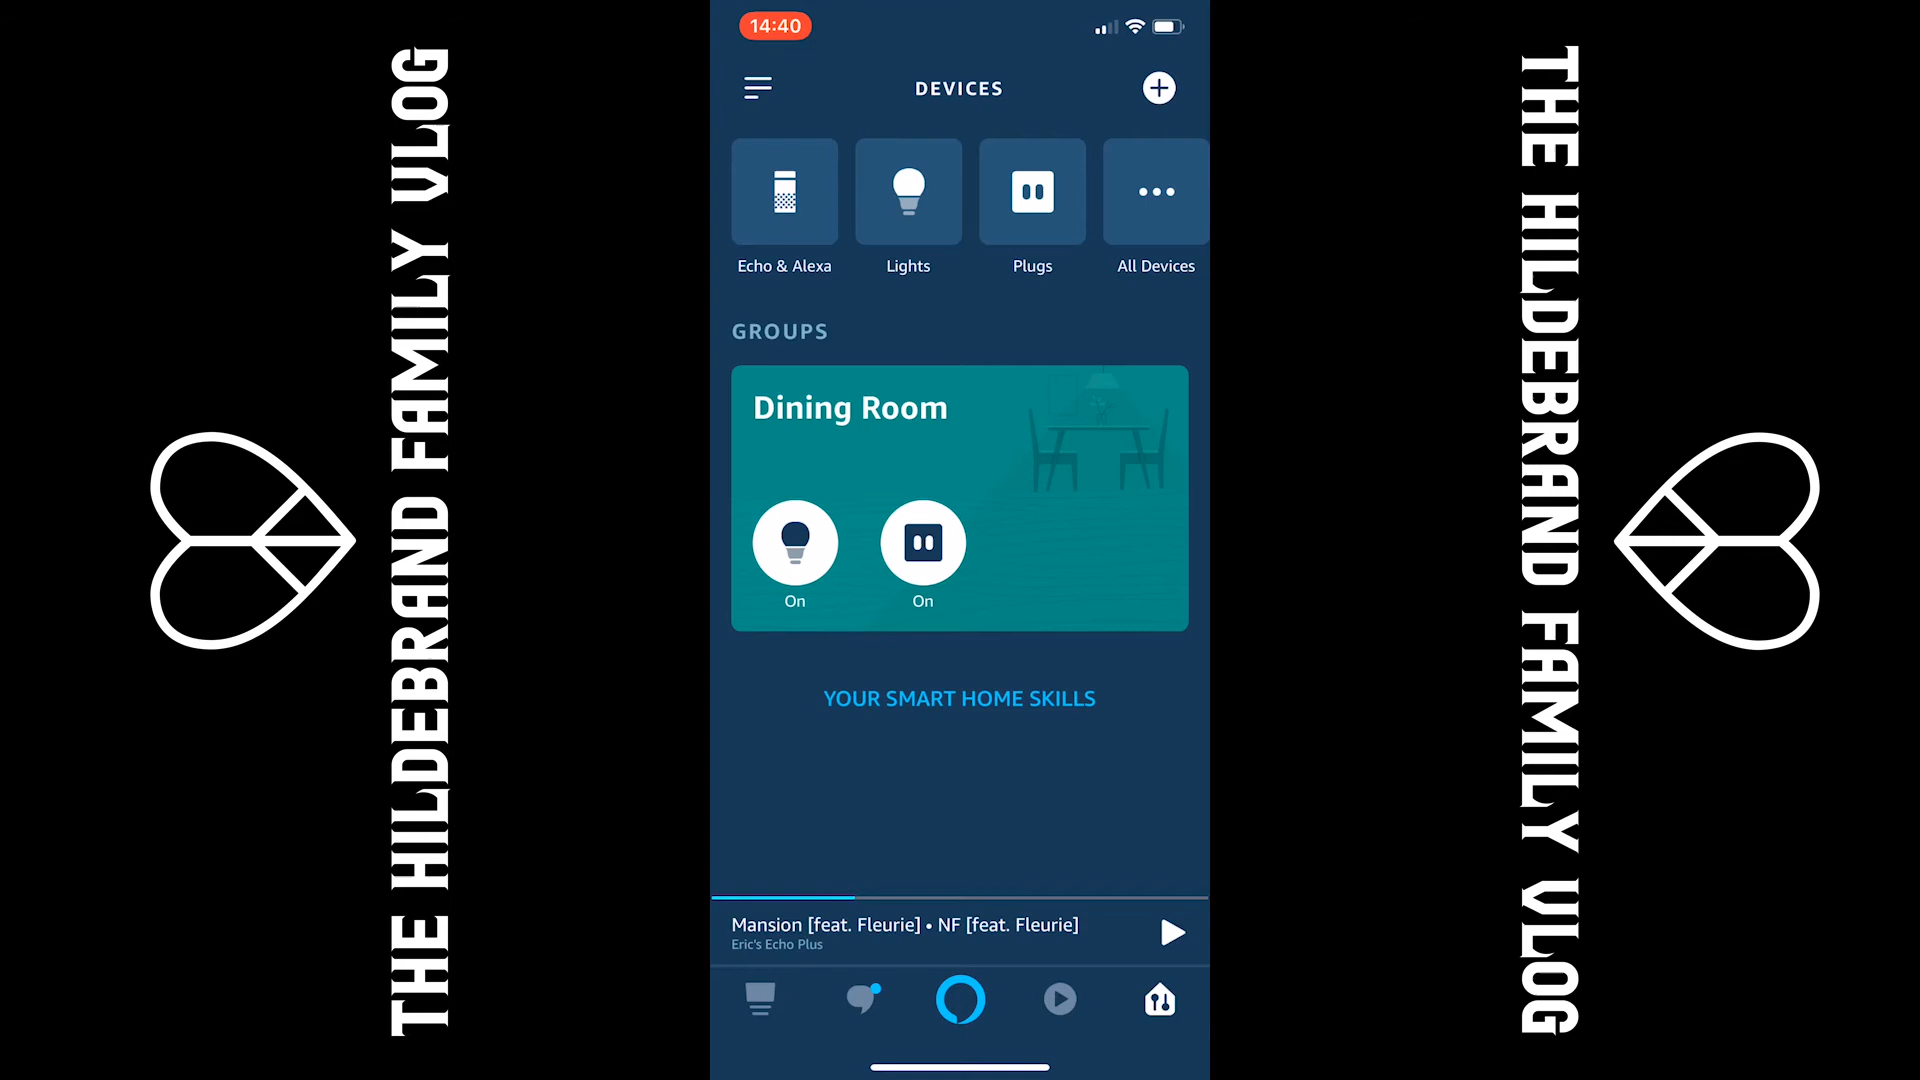 THE HILDEBRAND FAMILY VLOG
14:40
DEVICES
Echo & Alexa
Lights
Plugs
All Devices
GROUPS
Dining Room
On
On
YOUR SMART HOME SKILLS
Mansion [feat. Fleurie] • NF [feat. Fleurie]
Eric's Echo Plus
THE HILDEBRAND FAMILY VLOG